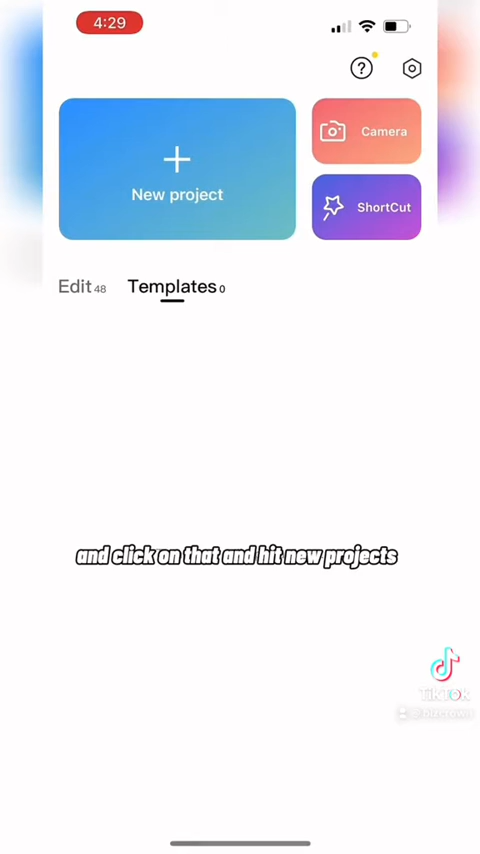 4:29
New project
Camera
ShortCut
Edit 48
Templates 0
and click on that and hit new projects
TikTok